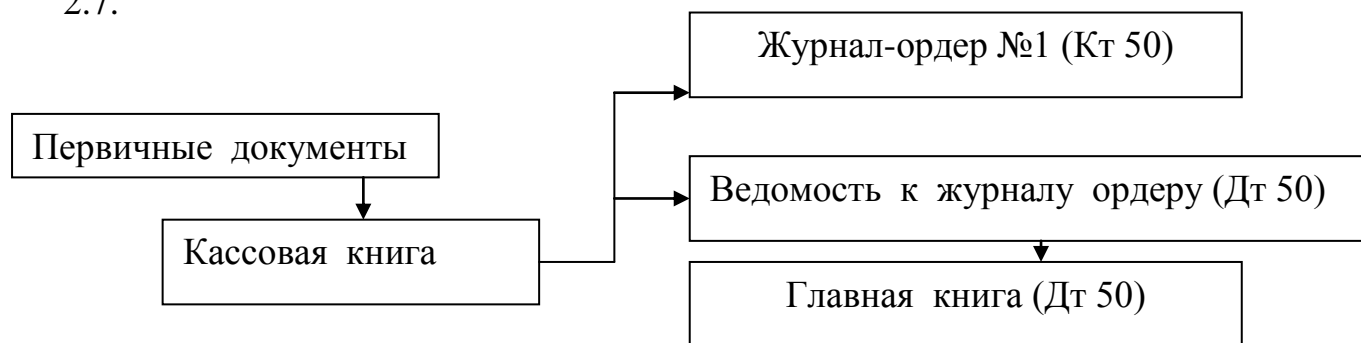 2.7.
Журнал-ордер №1 (Кт 50)
Первичные документы
Ведомость к журналу ордеру (Дт 50)
Кассовая книга
Главная книга (Дт 50)